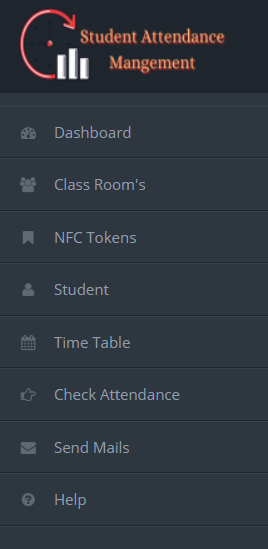 Student Attendance
Mangement
Dashboard
Class Room's
NFC Tokens
Student
Time Table
Check Attendance
Send Mails
Help